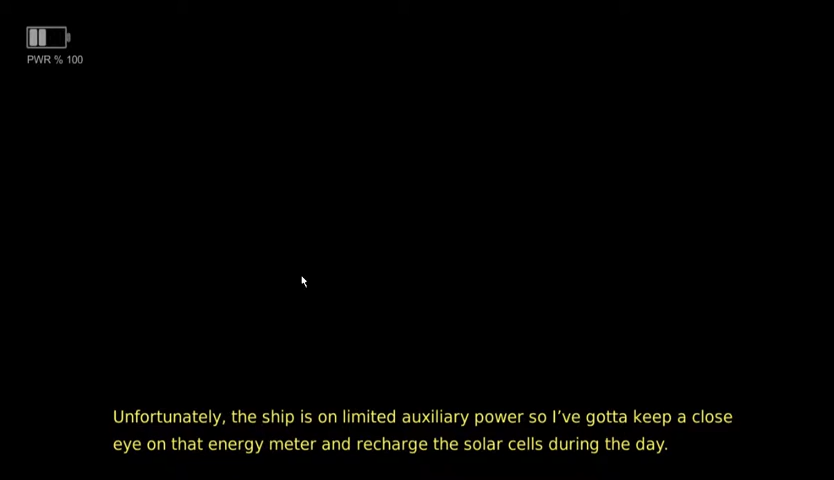 PWR % 100
Unfortunately, the ship is on limited auxiliary power so I’ve gotta keep a close
eye on that energy meter and recharge the solar cells during the day.